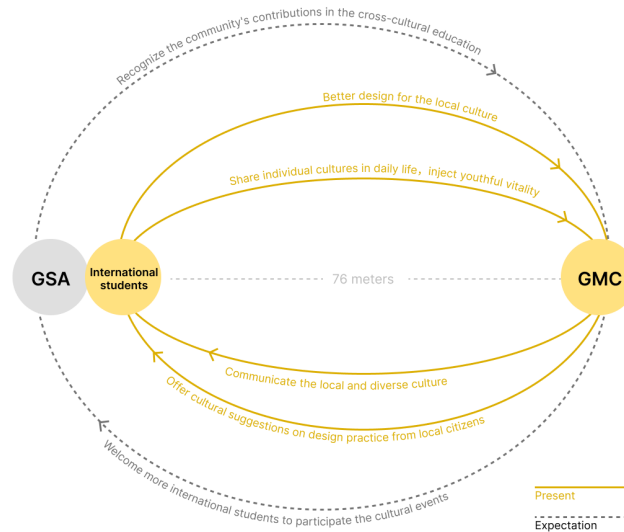 Recognize the community's contributions in the cross-cultural education
Better design for the local culture
Share individual cultures in daily life，inject youthful vitality
GSA
International
students
76 meters
GMC
Communicate the local and diverse culture
Offer cultural suggestions on design practice from local citizens
Welcome more international students to participate the cultural events
Present
Expectation